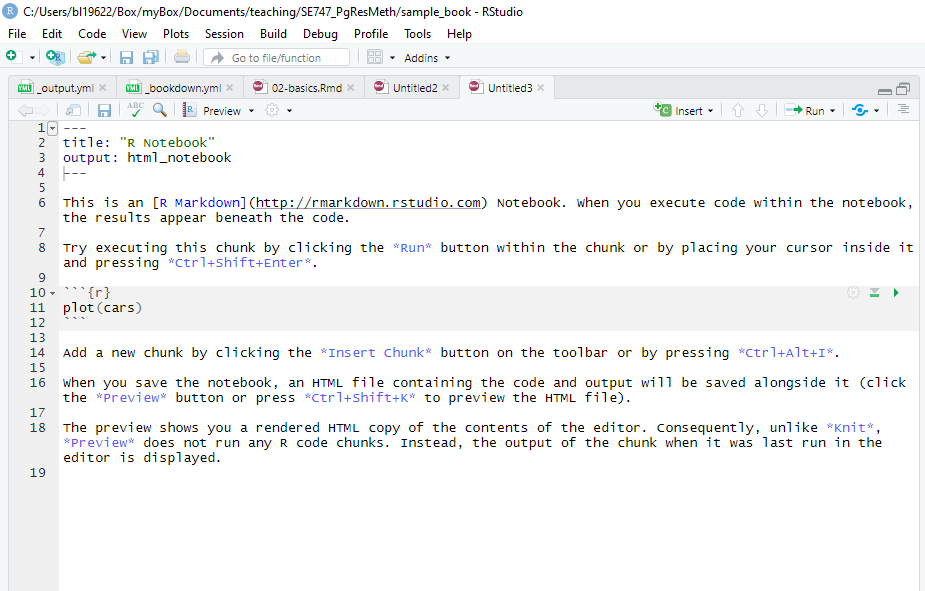 C:/Users/bl19622/Box/myBox/Documents/teaching/SE747_PgResMeth/sample_book - RStudio
File Edit Code View Plots Session Build Debug Profile Tools Help
Go to file/function Addins
_output.yml _bookdown.yml 02-basics.Rmd Untitled2 Untitled3
ABC Preview Insert Run
1 ---
2 title: "R Notebook"
3 output: html_notebook
4 ---
5
6 This is an [R Markdown](http://rmarkdown.rstudio.com) Notebook. When you execute code within the notebook,
the results appear beneath the code.
7
8 Try executing this chunk by clicking the *Run* button within the chunk or by placing your cursor inside it
and pressing *Ctrl+Shift+Enter*.
9
10 ```{r}
11 plot(cars)
12 ```
13
14 Add a new chunk by clicking the *Insert Chunk* button on the toolbar or by pressing *Ctrl+Alt+I*.
15
16 When you save the notebook, an HTML file containing the code and output will be saved alongside it (click
the *Preview* button or press *Ctrl+Shift+K* to preview the HTML file).
17
18 The preview shows you a rendered HTML copy of the contents of the editor. Consequently, unlike *Knit*,
*Preview* does not run any R code chunks. Instead, the output of the chunk when it was last run in the
editor is displayed.
19